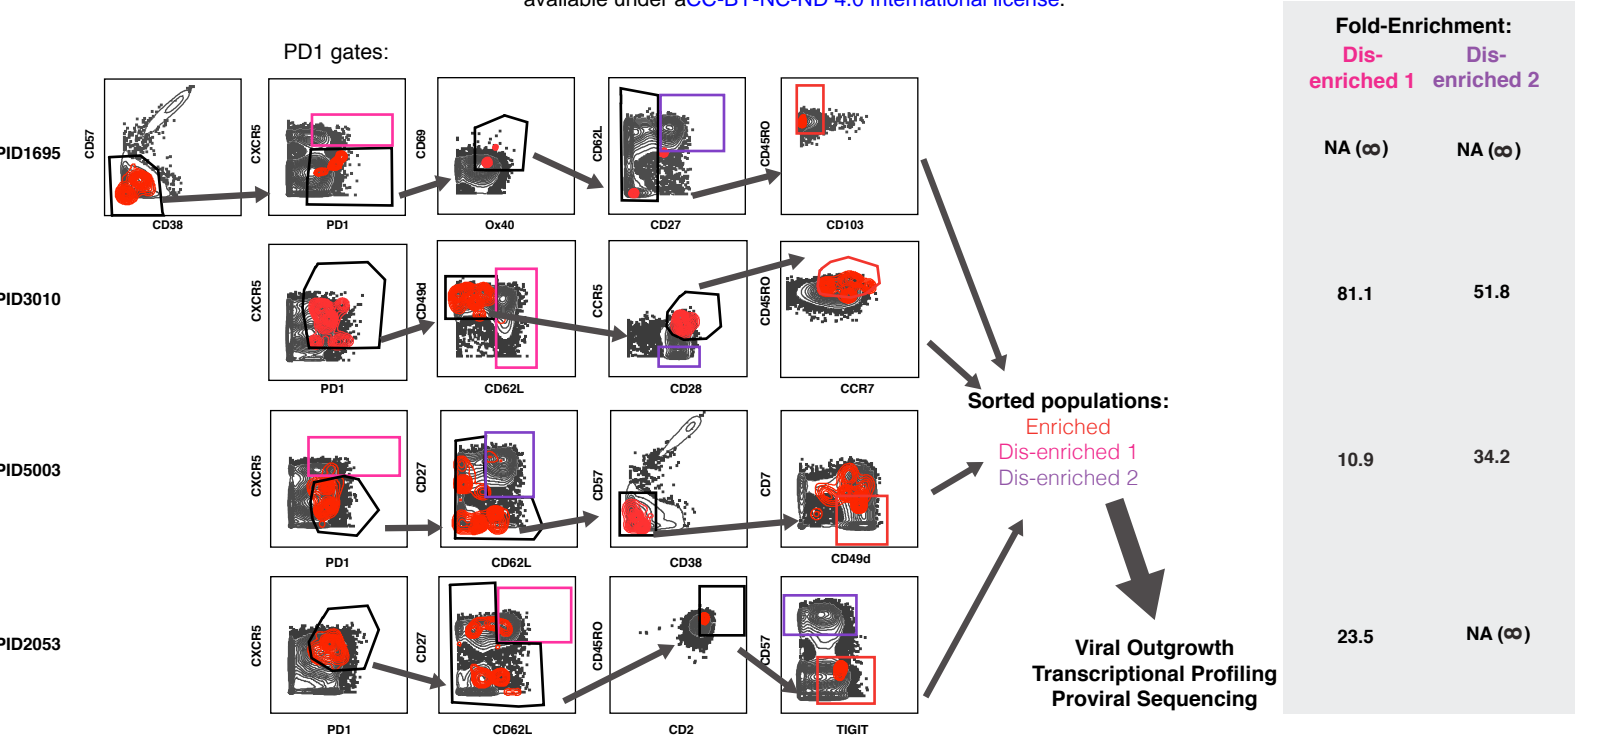 available under aCC-BY-NC-ND 4.0 International license.
Fold-Enrichment:
Dis-
enriched 1
Dis-
enriched 2
PD1 gates:
PID1695
CD57
CD38
CXCR5
PD1
CD69
Ox40
CD62L
CD27
CD45RO
CD103
NA (∞)
NA (∞)
PID3010
CXCR5
PD1
CD49d
CD62L
CCR5
CD28
CD45RO
CCR7
81.1
51.8
Sorted populations:
Enriched
Dis-enriched 1
Dis-enriched 2
PID5003
CXCR5
PD1
CD27
CD62L
CD57
CD38
CD7
CD49d
10.9
34.2
PID2053
CXCR5
PD1
CD27
CD62L
CD45RO
CD2
CD57
TIGIT
23.5
NA (∞)
Viral Outgrowth
Transcriptional Profiling
Proviral Sequencing